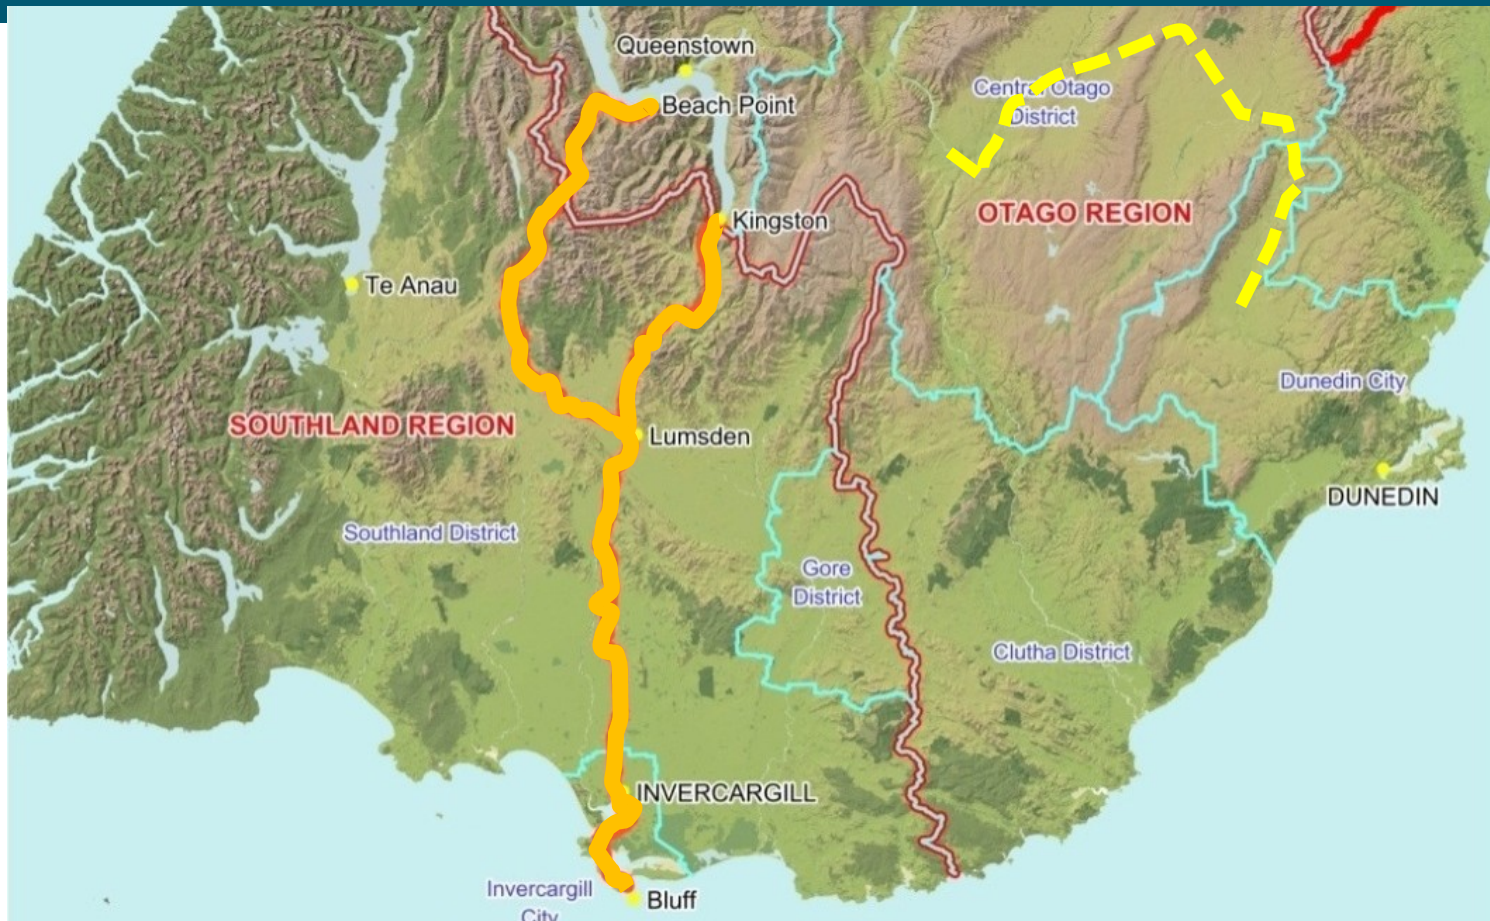 Queenstown
Beach Point
Central Otago
District
OTAGO REGION
Kingston
Te Anau
Dunedin City
SOUTHLAND REGION
Lumsden
DUNEDIN
Southland District
Gore
District
Clutha District
INVERCARGILL
Invercargill
City
Bluff